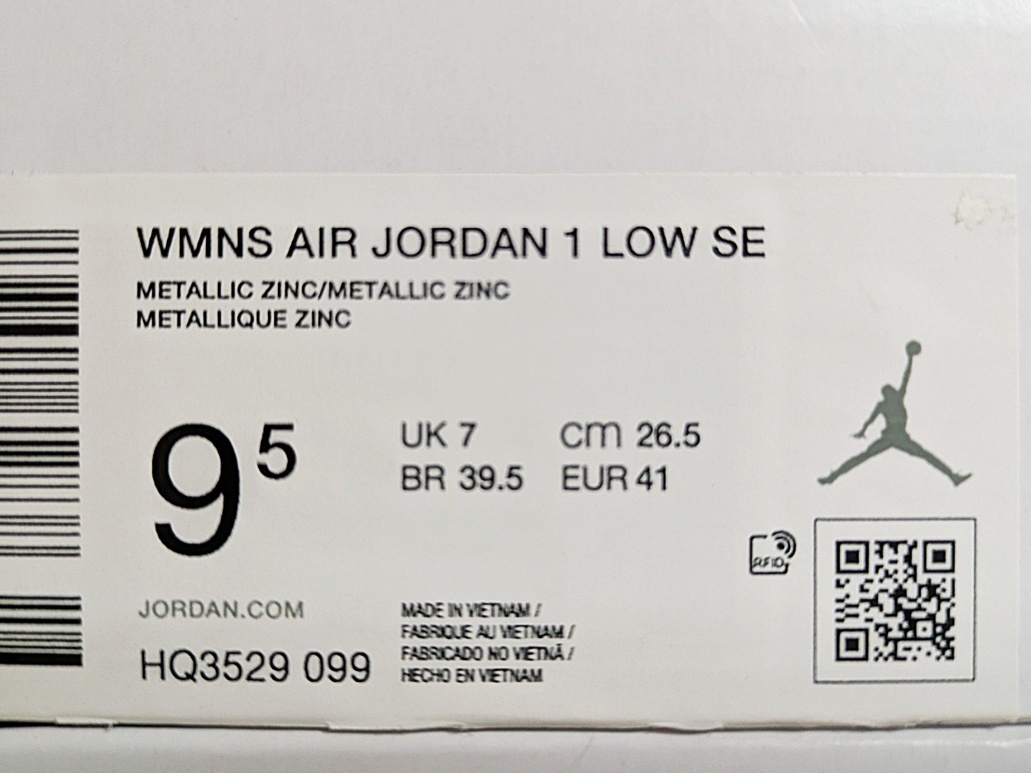 WMNS AIR JORDAN 1 LOW SE
METALLIC ZINC/METALLIC ZINC
METALLIQUE ZINC
9 5
UK 7 cm 26.5
BR 39.5 EUR 41
RFID
JORDAN.COM
HQ3529 099
MADE IN VIETNAM /
FABRIQUE AU VIETNAM /
FABRICADO NO VIETNÃ /
HECHO EN VIETNAM